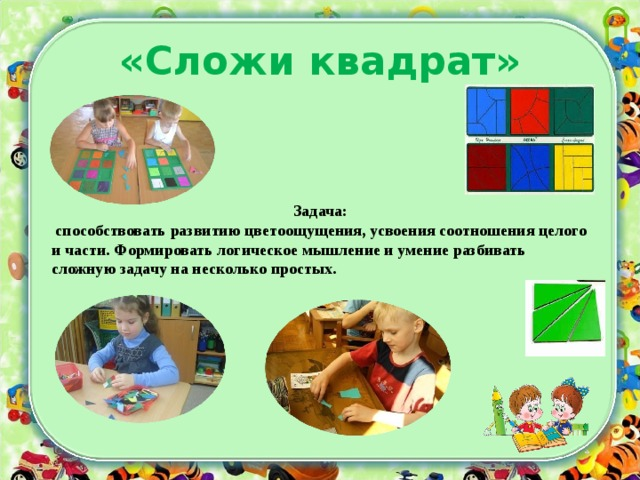 «Сложи квадрат»
Задача:
способствовать развитию цветоощущения, усвоения соотношения целого
и части. Формировать логическое мышление и умение разбивать
сложную задачу на несколько простых.